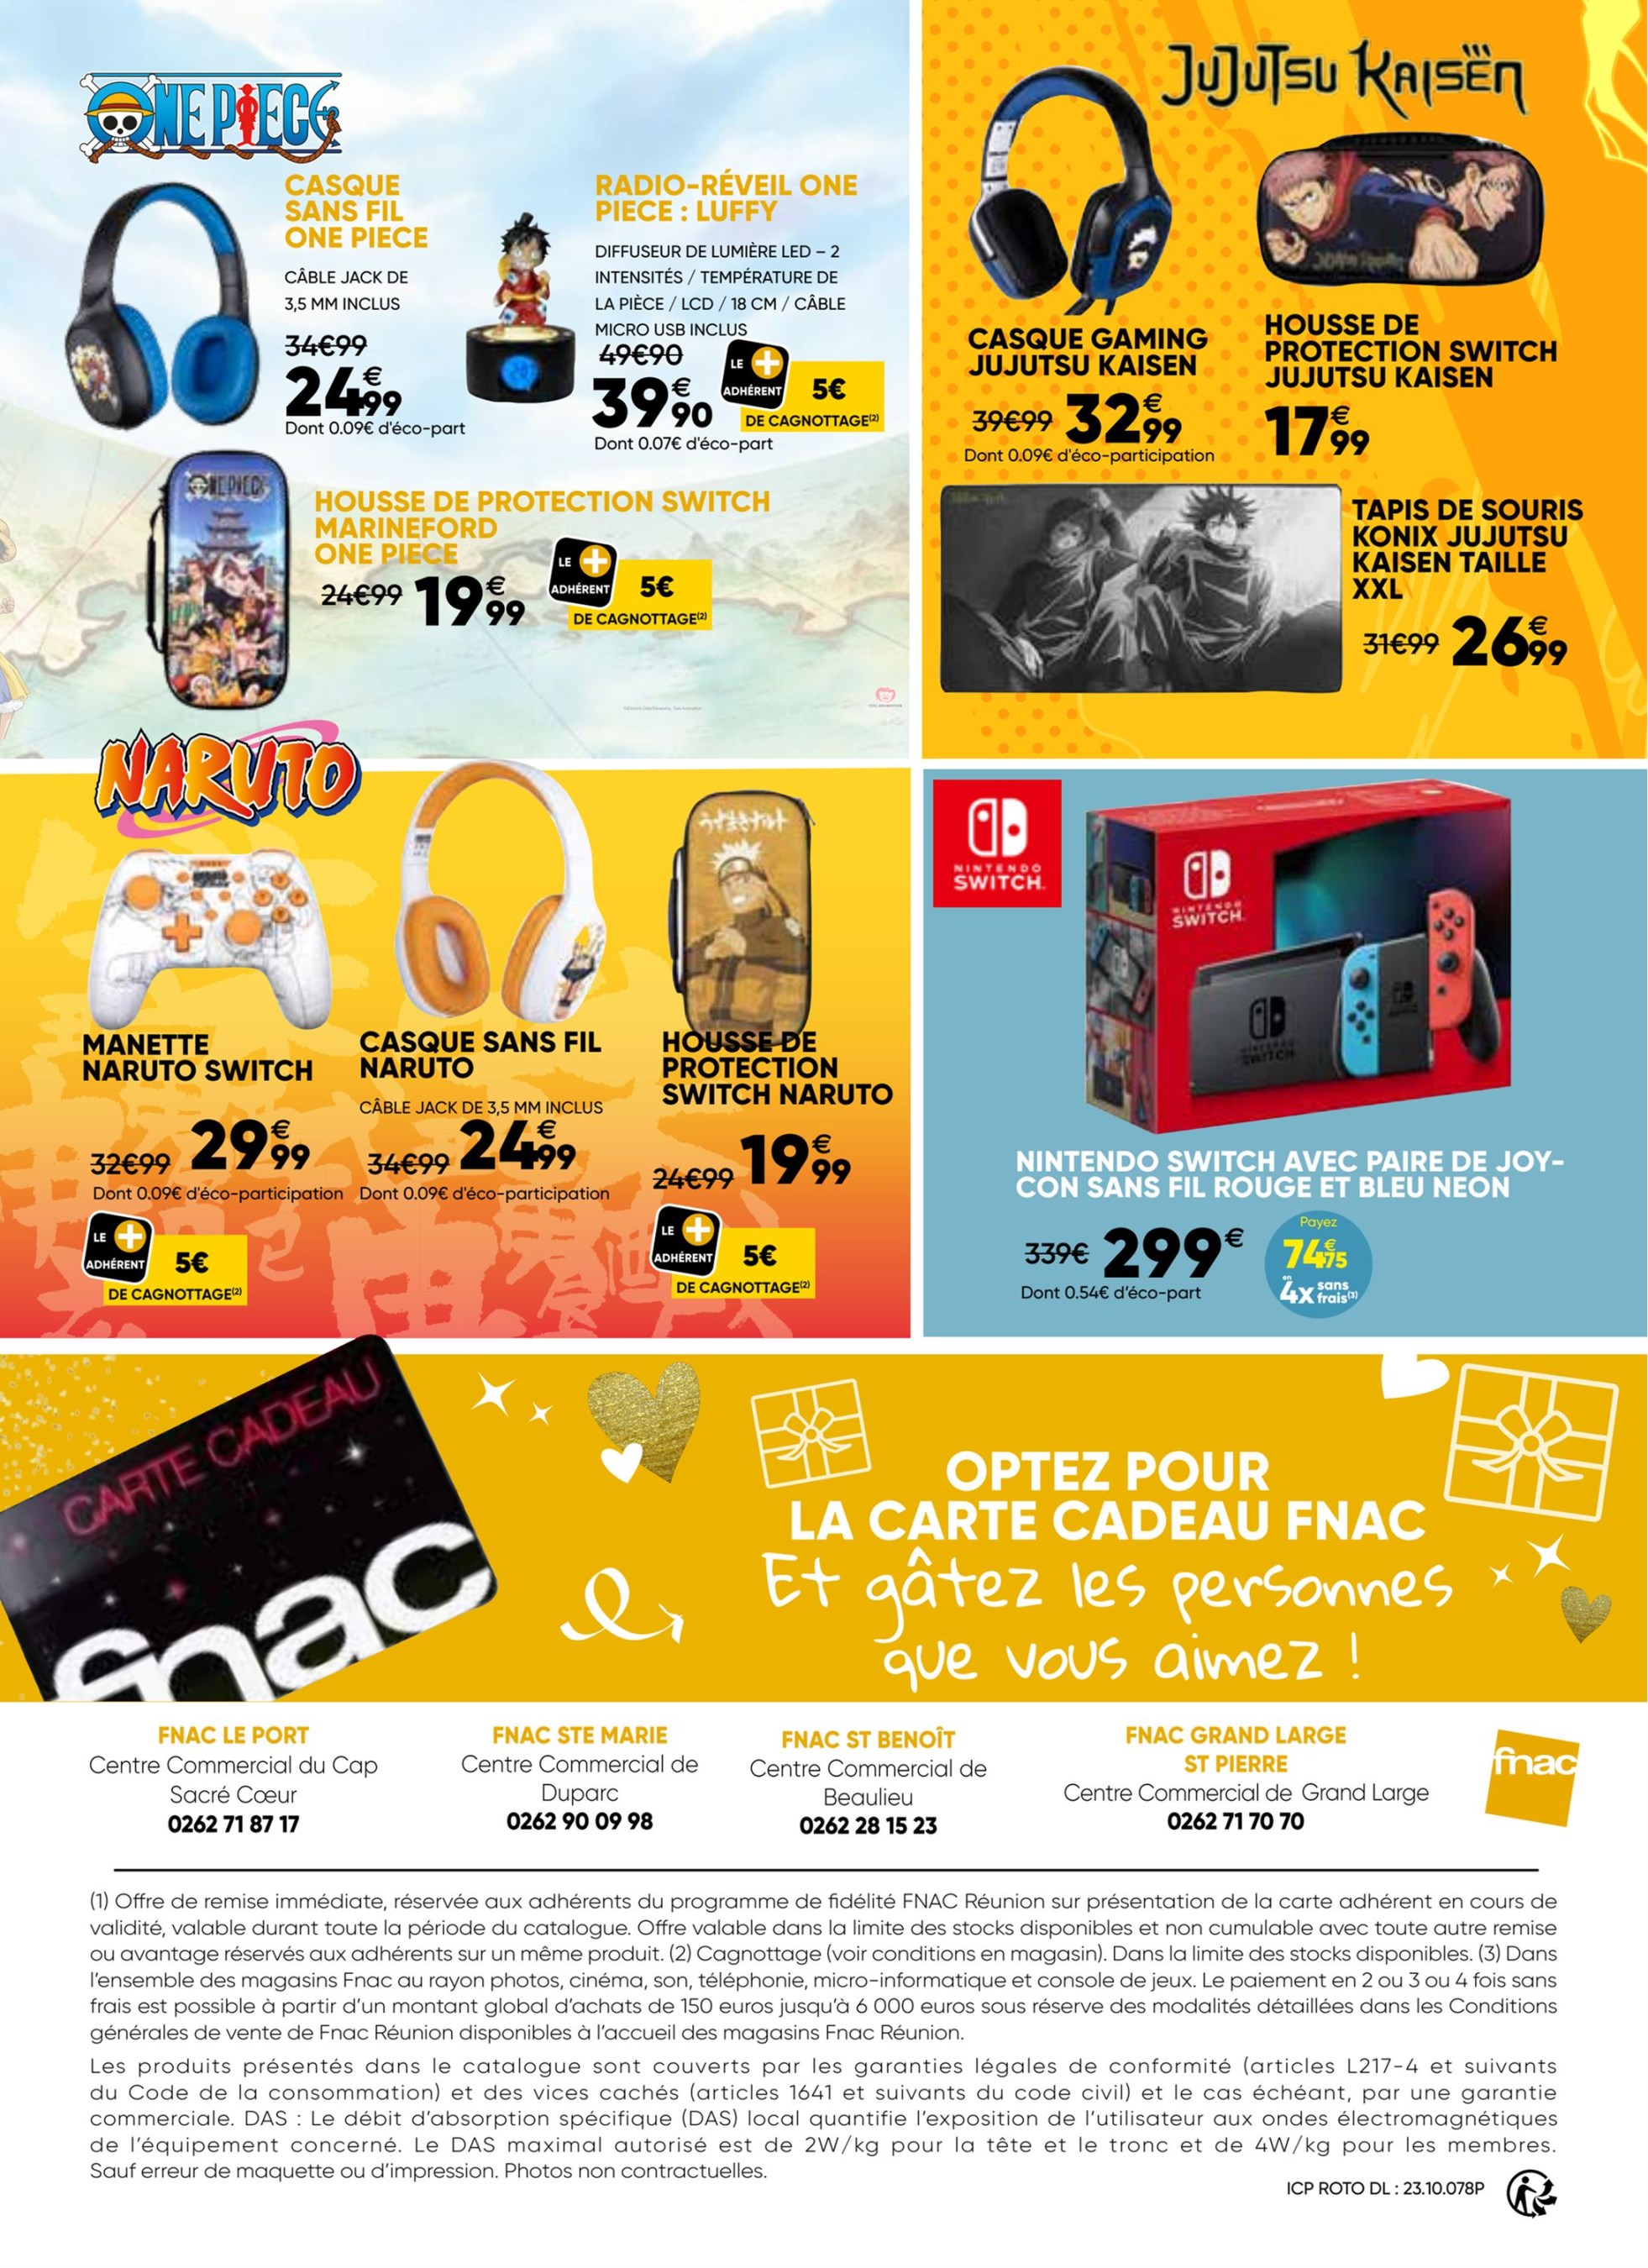 ONE PIECE
CASQUE
SANS FIL
ONE PIECE
CÂBLE JACK DE
3,5 MM INCLUS
34€99
24€99
Dont 0.09€ d'éco-part
RADIO-RÉVEIL ONE
PIECE : LUFFY
DIFFUSEUR DE LUMIÈRE LED – 2
INTENSITÉS / TEMPÉRATURE DE
LA PIÈCE / LCD / 18 CM / CÂBLE
MICRO USB INCLUS
49€90
39€90
Dont 0.07€ d'éco-part
LE +
ADHÉRENT
5€
DE CAGNOTTAGE(2)
ONE PIECE
HOUSSE DE PROTECTION SWITCH
MARINEFORD
ONE PIECE
24€99 19€99
LE +
ADHÉRENT
5€
DE CAGNOTTAGE(2)
JUJUTSU KAISEN
CASQUE GAMING
JUJUTSU KAISEN
39€99 32€99
Dont 0.09€ d'éco-participation
HOUSSE DE
PROTECTION SWITCH
JUJUTSU KAISEN
17€99
TAPIS DE SOURIS
KONIX JUJUTSU
KAISEN TAILLE
XXL
31€99 26€99
NARUTO
うずまきナルト
MANETTE
NARUTO SWITCH
32€99 29€99
Dont 0.09€ d'éco-participation
LE +
ADHÉRENT
5€
DE CAGNOTTAGE(2)
CASQUE SANS FIL
NARUTO
CÂBLE JACK DE 3,5 MM INCLUS
34€99 24€99
Dont 0.09€ d'éco-participation
HOUSSE DE
PROTECTION
SWITCH NARUTO
24€99 19€99
LE +
ADHÉRENT
5€
DE CAGNOTTAGE(2)
NINTENDO
SWITCH.
NINTENDO
SWITCH.
NINTENDO
SWITCH
NINTENDO SWITCH AVEC PAIRE DE JOY-
CON SANS FIL ROUGE ET BLEU NEON
339€ 299€
Dont 0.54€ d'éco-part
Payez
74€75
en
4x sans
frais(3)
CARTE CADEAU
fnac
OPTEZ POUR
LA CARTE CADEAU FNAC
Et gâtez les personnes
que vous aimez !
FNAC LE PORT
Centre Commercial du Cap
Sacré Cœur
0262 71 87 17
FNAC STE MARIE
Centre Commercial de
Duparc
0262 90 09 98
FNAC ST BENOÎT
Centre Commercial de
Beaulieu
0262 28 15 23
FNAC GRAND LARGE
ST PIERRE
Centre Commercial de Grand Large
0262 71 70 70
fnac
(1) Offre de remise immédiate, réservée aux adhérents du programme de fidélité FNAC Réunion sur présentation de la carte adhérent en cours de
validité, valable durant toute la période du catalogue. Offre valable dans la limite des stocks disponibles et non cumulable avec toute autre remise
ou avantage réservés aux adhérents sur un même produit. (2) Cagnottage (voir conditions en magasin). Dans la limite des stocks disponibles. (3) Dans
l'ensemble des magasins Fnac au rayon photos, cinéma, son, téléphonie, micro-informatique et console de jeux. Le paiement en 2 ou 3 ou 4 fois sans
frais est possible à partir d'un montant global d'achats de 150 euros jusqu'à 6 000 euros sous réserve des modalités détaillées dans les Conditions
générales de vente de Fnac Réunion disponibles à l'accueil des magasins Fnac Réunion.
Les produits présentés dans le catalogue sont couverts par les garanties légales de conformité (articles L217-4 et suivants
du Code de la consommation) et des vices cachés (articles 1641 et suivants du code civil) et le cas échéant, par une garantie
commerciale. DAS : Le débit d'absorption spécifique (DAS) local quantifie l'exposition de l'utilisateur aux ondes électromagnétiques
de l'équipement concerné. Le DAS maximal autorisé est de 2W/kg pour la tête et le tronc et de 4W/kg pour les membres.
Sauf erreur de maquette ou d'impression. Photos non contractuelles.
ICP ROTO DL : 23.10.078P